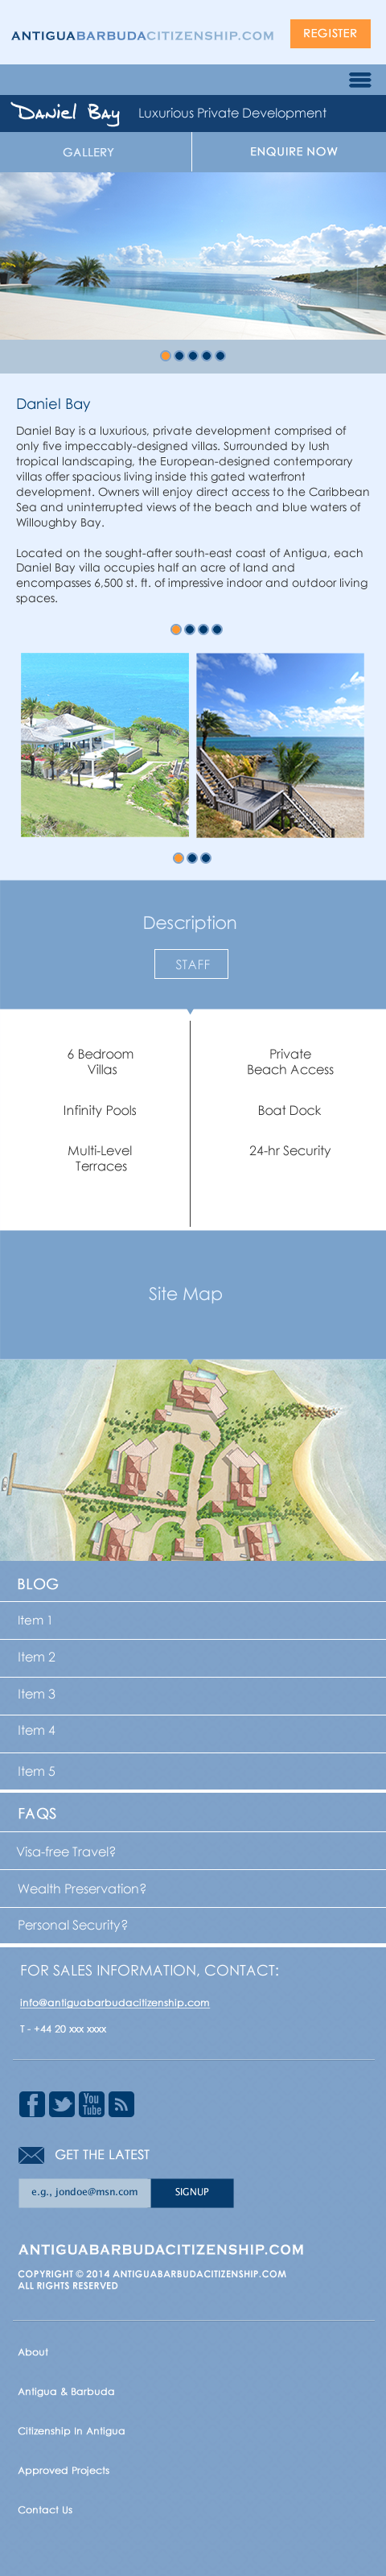 ANTIGUABARBUDACITIZENSHIP.COM
REGISTER
Daniel Bay Luxurious Private Development
GALLERY ENQUIRE NOW
Daniel Bay
Daniel Bay is a luxurious, private development comprised of
only five impeccably-designed villas. Surrounded by lush
tropical landscaping, the European-designed contemporary
villas offer spacious living inside this gated waterfront
development. Owners will enjoy direct access to the Caribbean
Sea and uninterrupted views of the beach and blue waters of
Willoughby Bay.
Located on the sought-after south-east coast of Antigua, each
Daniel Bay villa occupies half an acre of land and
encompasses 6,500 st. ft. of impressive indoor and outdoor living
spaces.
Description
STAFF
6 Bedroom
Villas
Infinity Pools
Multi-Level
Terraces
Private
Beach Access
Boat Dock
24-hr Security
Site Map
BLOG
Item 1
Item 2
Item 3
Item 4
Item 5
FAQS
Visa-free Travel?
Wealth Preservation?
Personal Security?
FOR SALES INFORMATION, CONTACT:
info@antiguabarbudacitizenship.com
T - +44 20 xxx xxxx
You
Tube
GET THE LATEST
e.g., jondoe@msn.com SIGNUP
ANTIGUABARBUDACITIZENSHIP.COM
COPYRIGHT © 2014 ANTIGUABARBUDACITIZENSHIP.COM
ALL RIGHTS RESERVED
About
Antigua & Barbuda
Citizenship In Antigua
Approved Projects
Contact Us